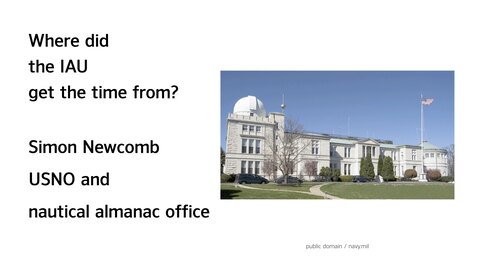 Where did
the IAU
get the time from?
Simon Newcomb
USNO and
nautical almanac office
public domain / navy.mil